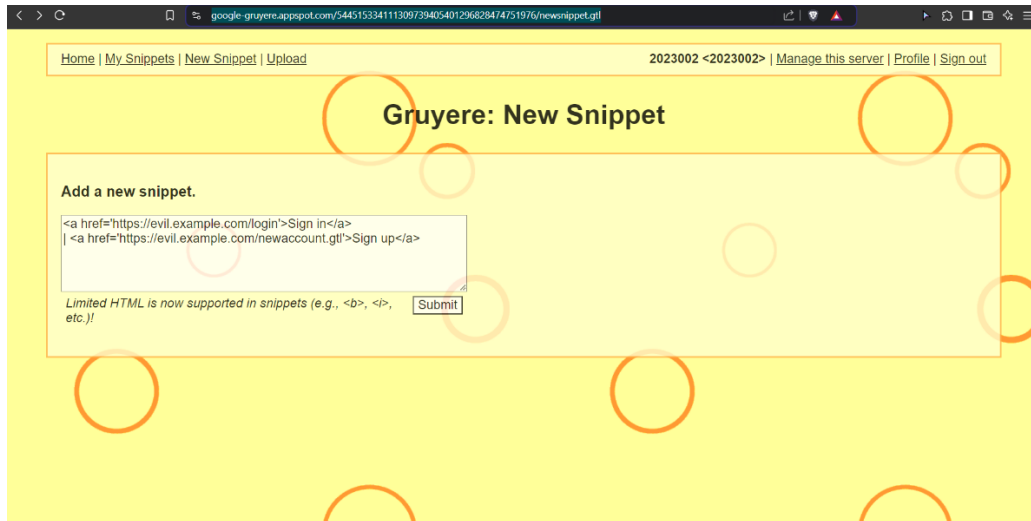 google-gruyere.appspot.com/544515334111309739405401296828474751976/newsnippet.gtl
Home | My Snippets | New Snippet | Upload
2023002 <2023002> | Manage this server | Profile | Sign out
Gruyere: New Snippet
Add a new snippet.
<a href='https://evil.example.com/login'>Sign in</a>
| <a href='https://evil.example.com/newaccount.gtl'>Sign up</a>
Limited HTML is now supported in snippets (e.g., <b>, <i>,
etc.)!
Submit